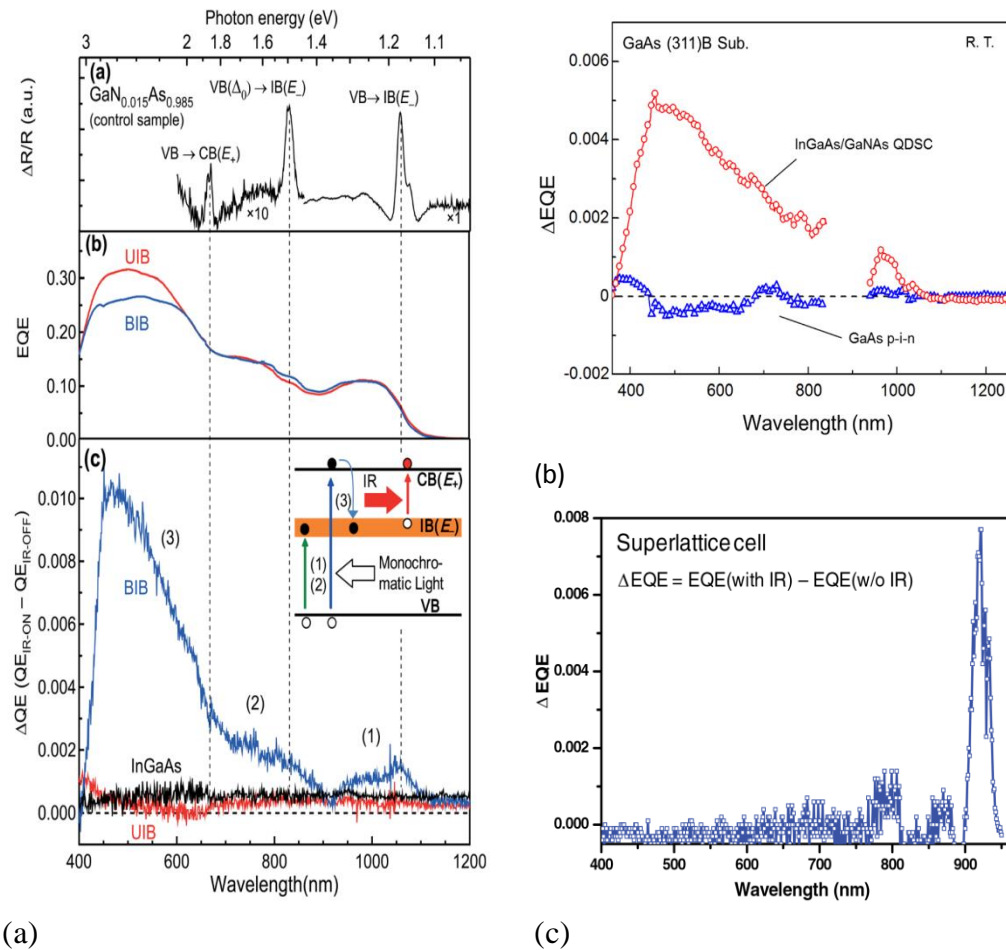 Photon energy (eV)
3 2 1.8 1.6 1.4 1.2 1.1
(a)
GaN0.015As0.985
(control sample)
VB(Δ0) → IB(E_)
VB→ IB(E_)
VB → CB(E+)
×10
×1
ΔR/R (a.u.)
(b)
UIB
BIB
EQE
0.30
0.20
0.10
0.00
(c)
(3)
BIB
(2)
(1)
InGaAs
UIB
IR
(3)
CB(E+)
IB(E_)
(1)
(2)
Monochro-
matic Light
VB
ΔQE (QEIR-ON – QEIR-OFF)
0.010
0.008
0.006
0.004
0.002
0.000
400 600 800 1000 1200
Wavelength(nm)
(a)
GaAs (311)B Sub. R. T.
InGaAs/GaNAs QDSC
GaAs p-i-n
ΔEQE
0.006
0.004
0.002
0
-0.002
400 600 800 1000 1200
Wavelength (nm)
(b)
Superlattice cell
ΔEQE = EQE(with IR) − EQE(w/o IR)
Δ EQE
0.008
0.006
0.004
0.002
0.000
400 500 600 700 800 900
Wavelength (nm)
(c)